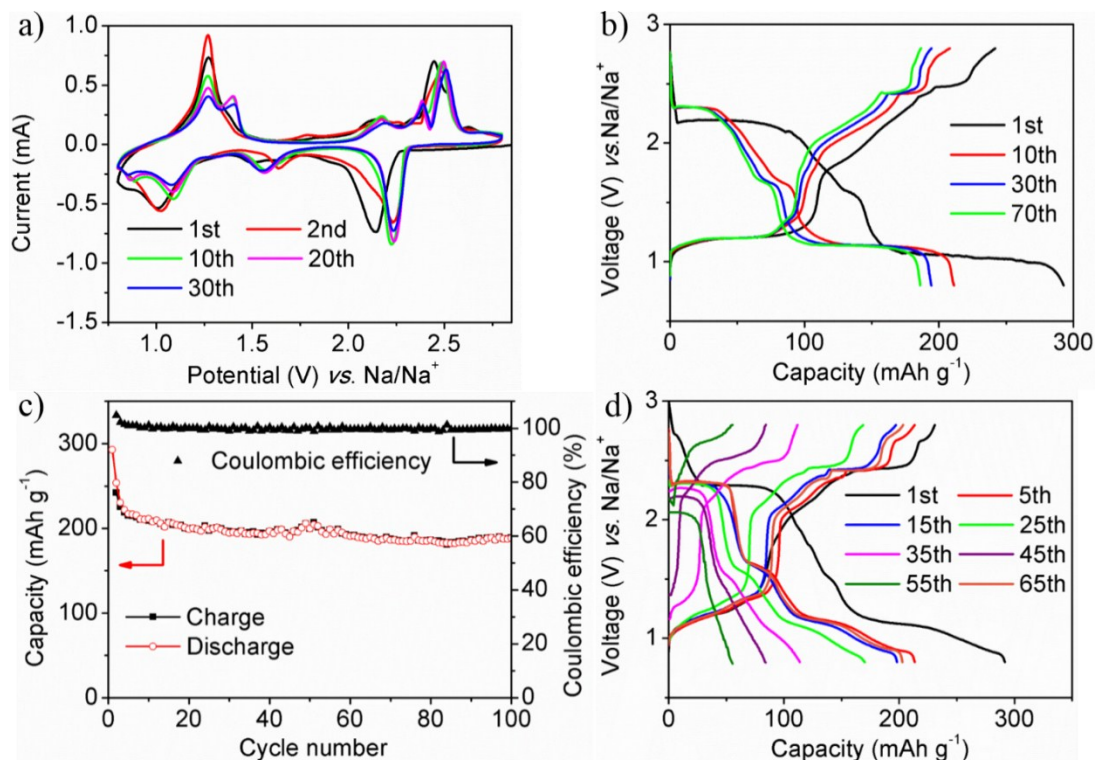 a)
1.0
0.5
0.0
-0.5
-1.0
-1.5
Current (mA)
1st 2nd
10th 20th
30th
1.0 1.5 2.0 2.5
Potential (V) vs. Na/Na+
b)
3
2
1
Voltage (V) vs.Na/Na+
1st
10th
30th
70th
0 100 200 300
Capacity (mAh g-1)
c)
300
200
100
0
Capacity (mAh g-1)
Coulombic efficiency
Charge
Discharge
100
80
60
40
20
0
Coulombic efficiency (%)
0 20 40 60 80 100
Cycle number
d)
3
2
1
Voltage (V) vs. Na/Na+
1st 5th
15th 25th
35th 45th
55th 65th
0 100 200 300
Capacity (mAh g-1)